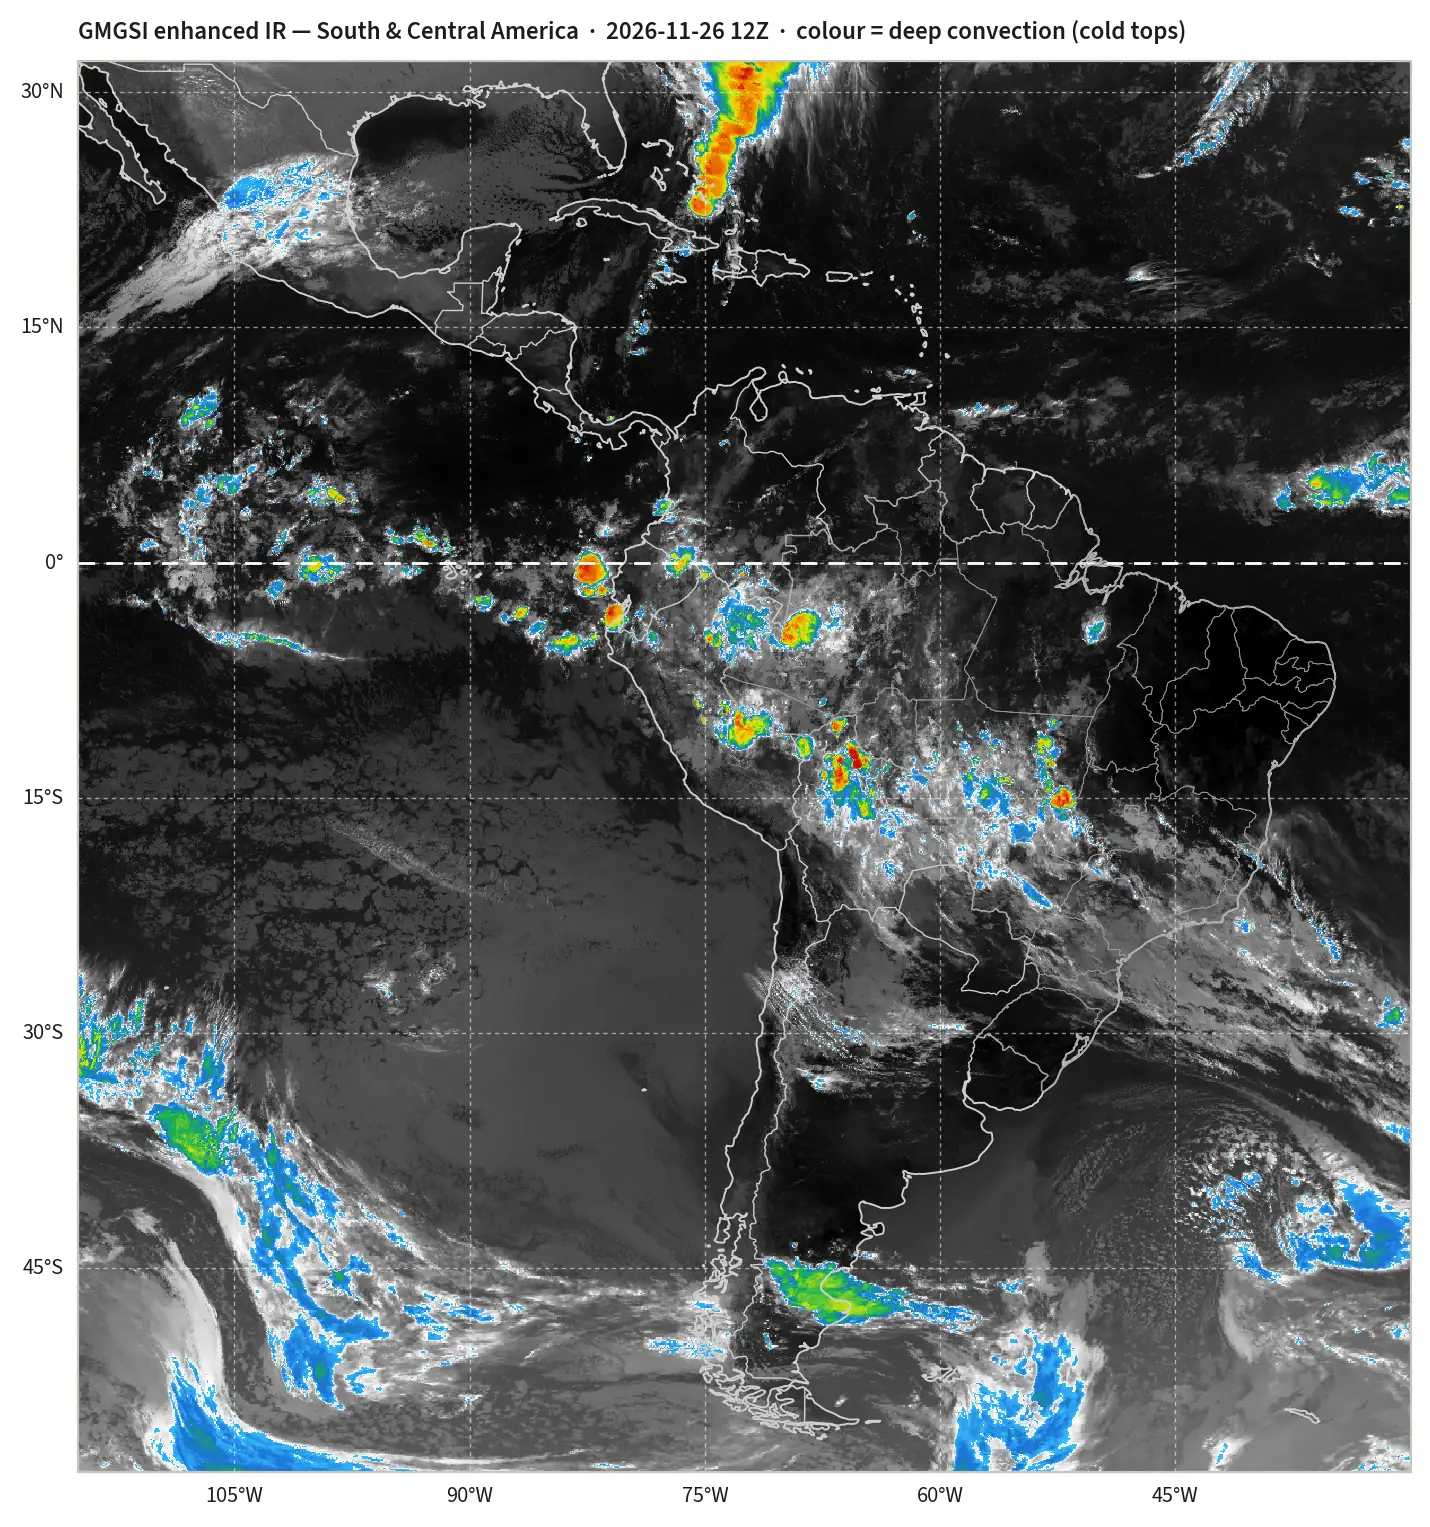 GMGSI enhanced IR — South & Central America · 2026-11-26 12Z · colour = deep convection (cold tops)
30°N
15°N
0°
15°S
30°S
45°S
105°W 90°W 75°W 60°W 45°W